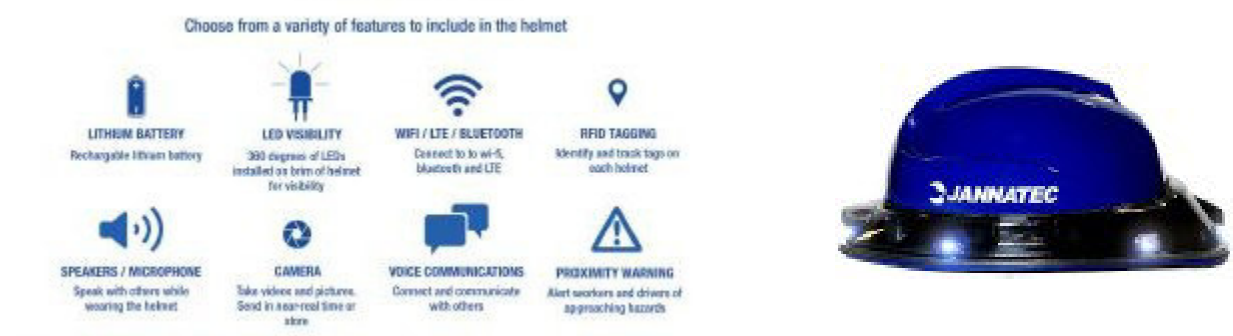 Choose from a variety of features to include in the helmet
LITHIUM BATTERY
Rechargable lithium battery
LED VISIBILITY
360 degrees of LEDs
installed on brim of helmet
for visibility
WIFI / LTE / BLUETOOTH
Connect to to wi-fi,
bluetooth and LTE
RFID TAGGING
Identify and track tags on
each helmet
SPEAKERS / MICROPHONE
Speak with others while
wearing the helmet
CAMERA
Take videos and pictures.
Send in near-real time or
store
VOICE COMMUNICATIONS
Connect and communicate
with others
PROXIMITY WARNING
Alert workers and drivers of
approaching hazards
JANNATEC